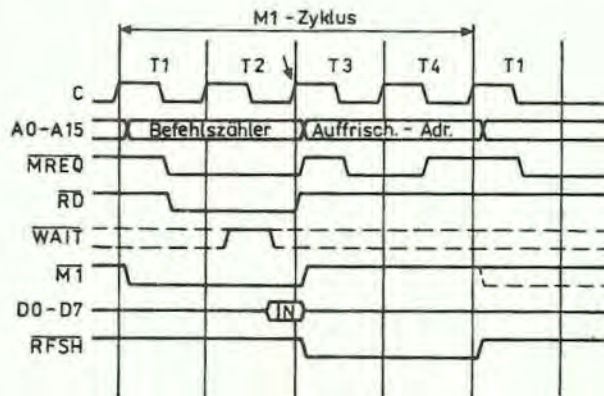 M1-Zyklus
T1 T2 T3 T4 T1
C
A0-A15 Befehlszähler Auffrisch.-Adr.
MREQ
RD
WAIT
M1
D0-D7 IN
RFSH